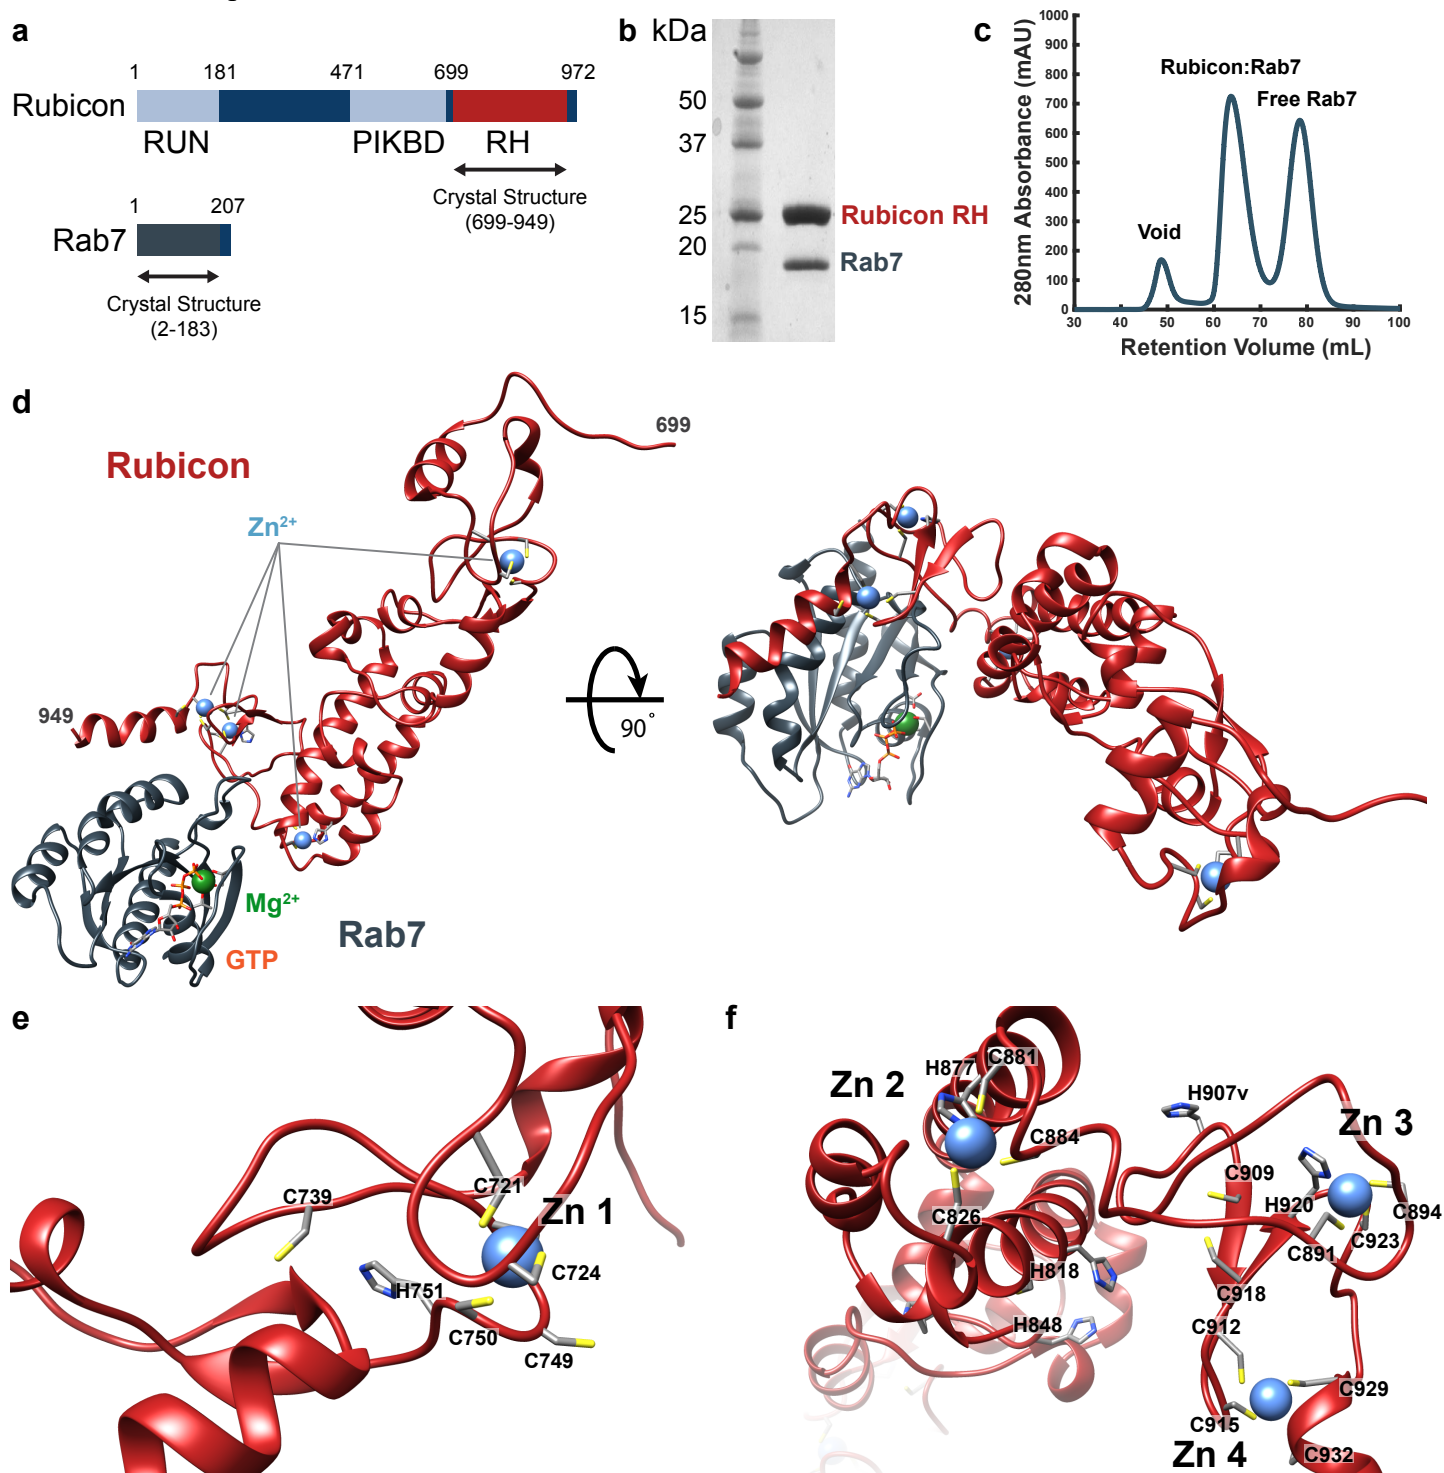 a
1 181 471 699 972
Rubicon
RUN PIKBD RH
Crystal Structure
(699-949)
1 207
Rab7
Crystal Structure
(2-183)
b kDa
50
37
25 Rubicon RH
20
Rab7
15
c
280nm Absorbance (mAU)
1000
900
800
700
600
500
400
300
200
100
0
Rubicon:Rab7
Free Rab7
Void
30 40 50 60 70 80 90 100
Retention Volume (mL)
d
699
Rubicon
Zn²⁺
949
90°
Mg²⁺
Rab7
GTP
e
C739
C721
Zn 1
C724
H751
C750
C749
f
Zn 2
H877
C881
C884
C826
H818
H848
H907v
Zn 3
C909
H920
C894
C923
C891
C918
C912
C929
C915
Zn 4
C932